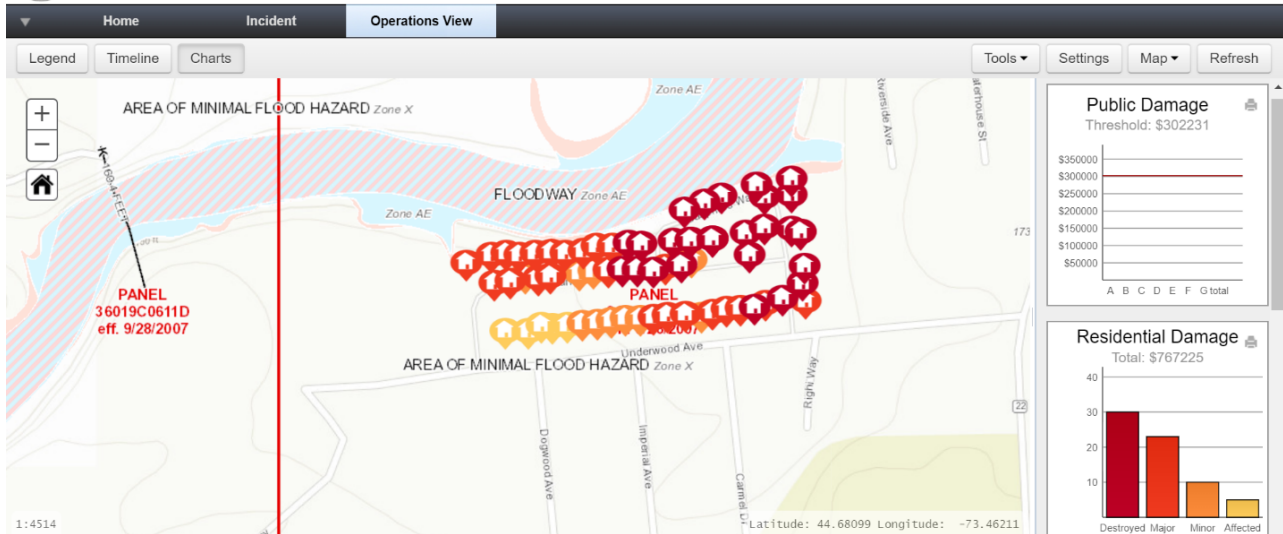 Home Incident Operations View
Legend Timeline Charts Tools Settings Map Refresh
AREA OF MINIMAL FLOOD HAZARD Zone X
Zone AE
Riverside Ave
160.4 FEET
FLOODWAY Zone AE
Zone AE
173
PANEL
36019C0611D
eff. 9/28/2007
PANEL
Underwood Ave
AREA OF MINIMAL FLOOD HAZARD Zone X
Right Way
22
Dogwood Ave
Imperial Ave
Carmel
1:4514
Latitude: 44.68099 Longitude: -73.46211
Public Damage
Threshold: $302231
$350000
$300000
$250000
$200000
$150000
$100000
$50000
A B C D E F G total
Residential Damage
Total: $767225
40
30
20
10
Destroyed Major Minor Affected